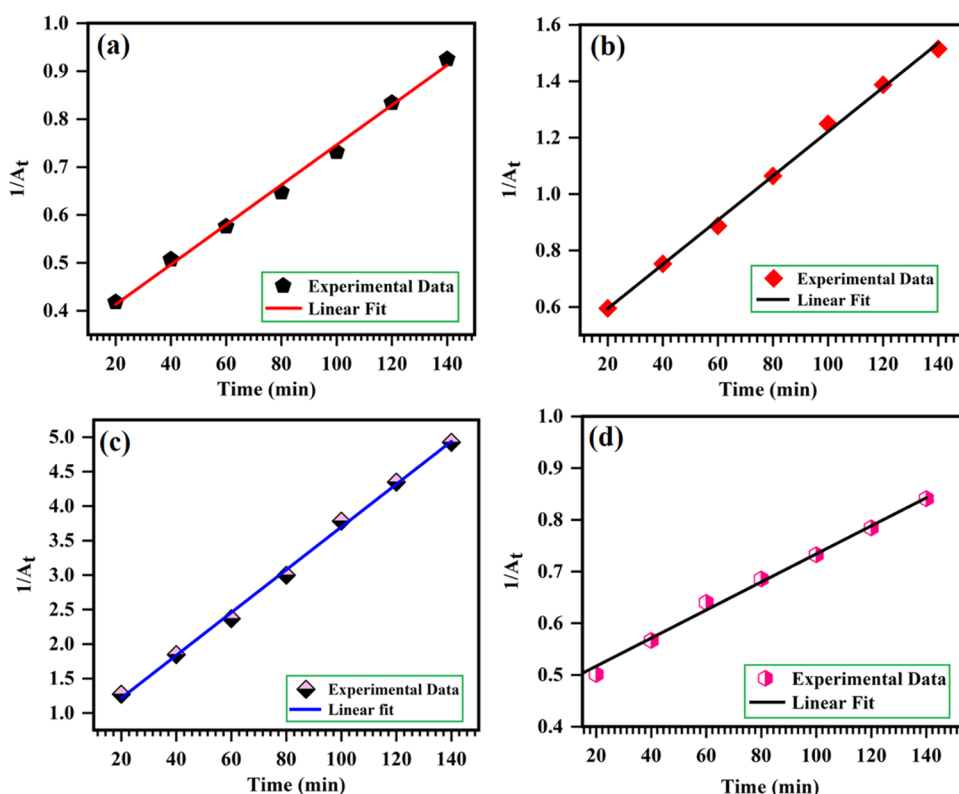 (a)
1.0
0.9
0.8
0.7
0.6
0.5
0.4
1/At
Experimental Data
Linear Fit
20 40 60 80 100 120 140
Time (min)
(b)
1.6
1.4
1.2
1.0
0.8
0.6
1/At
Experimental Data
Linear Fit
20 40 60 80 100 120 140
Time (min)
(c)
5.0
4.5
4.0
3.5
3.0
2.5
2.0
1.5
1.0
1/At
Experimental Data
Linear fit
20 40 60 80 100 120 140
Time (min)
(d)
1.0
0.9
0.8
0.7
0.6
0.5
0.4
1/At
Experimental Data
Linear Fit
20 40 60 80 100 120 140
Time (min)